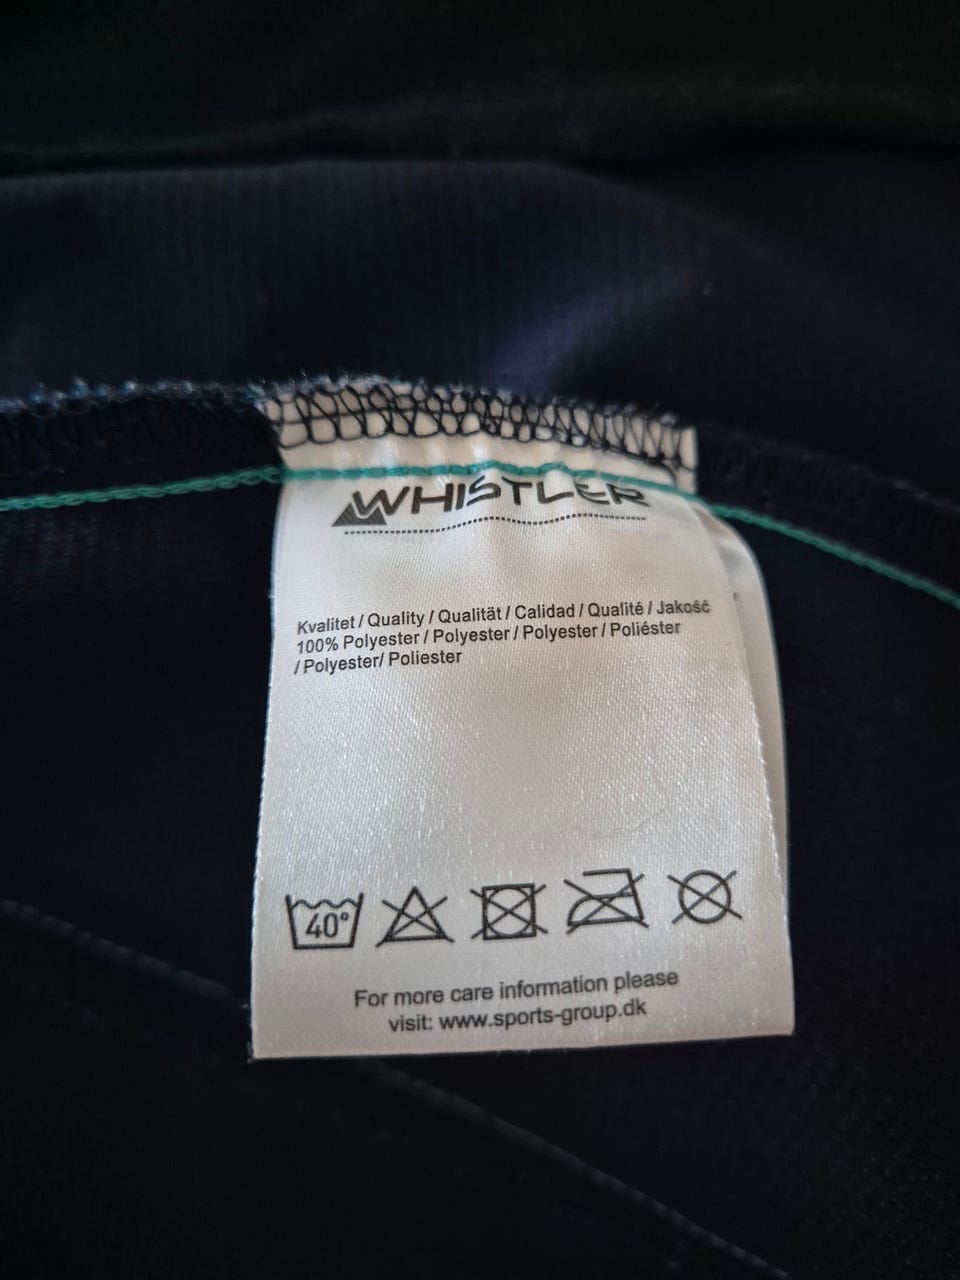 WHISTLER
Kvalitet / Quality / Qualität / Calidad / Qualité / Jakość
100% Polyester / Polyester / Polyester / Poliéster
/ Polyester/ Poliester
40°
For more care information please
visit: www.sports-group.dk